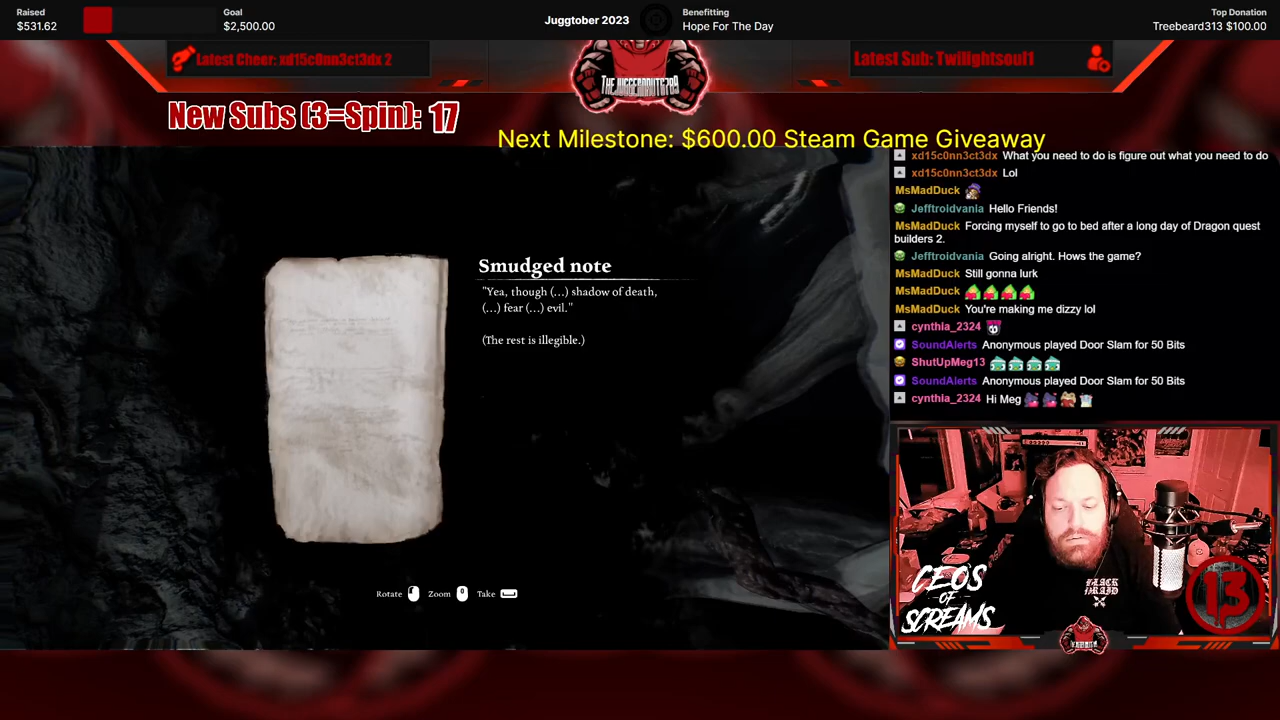 Raised
$531.62
Goal
$2,500.00
Juggtober 2023
Benefitting
Hope For The Day
Top Donation
Treebeard313 $100.00
Latest Cheer: xd15c0nn3ct3dx 2
THEJUGGERNAUT6789
Latest Sub: Twilightsoul1
New Subs (3=Spin): 17
Next Milestone: $600.00 Steam Game Giveaway
xd15c0nn3ct3dx What you need to do is figure out what you need to do
xd15c0nn3ct3dx Lol
MsMadDuck
Jefftroidvania Hello Friends!
MsMadDuck Forcing myself to go to bed after a long day of Dragon quest
builders 2.
Jefftroidvania Going alright. Hows the game?
MsMadDuck Still gonna lurk
MsMadDuck
MsMadDuck You're making me dizzy lol
cynthia_2324
SoundAlerts Anonymous played Door Slam for 50 Bits
ShutUpMeg13
SoundAlerts Anonymous played Door Slam for 50 Bits
cynthia_2324 Hi Meg
Smudged note
"Yea, though (...) shadow of death,
(...) fear (...) evil."
(The rest is illegible.)
Rotate Zoom Take
CEOS
OF
SCREAMS
BLACK
13